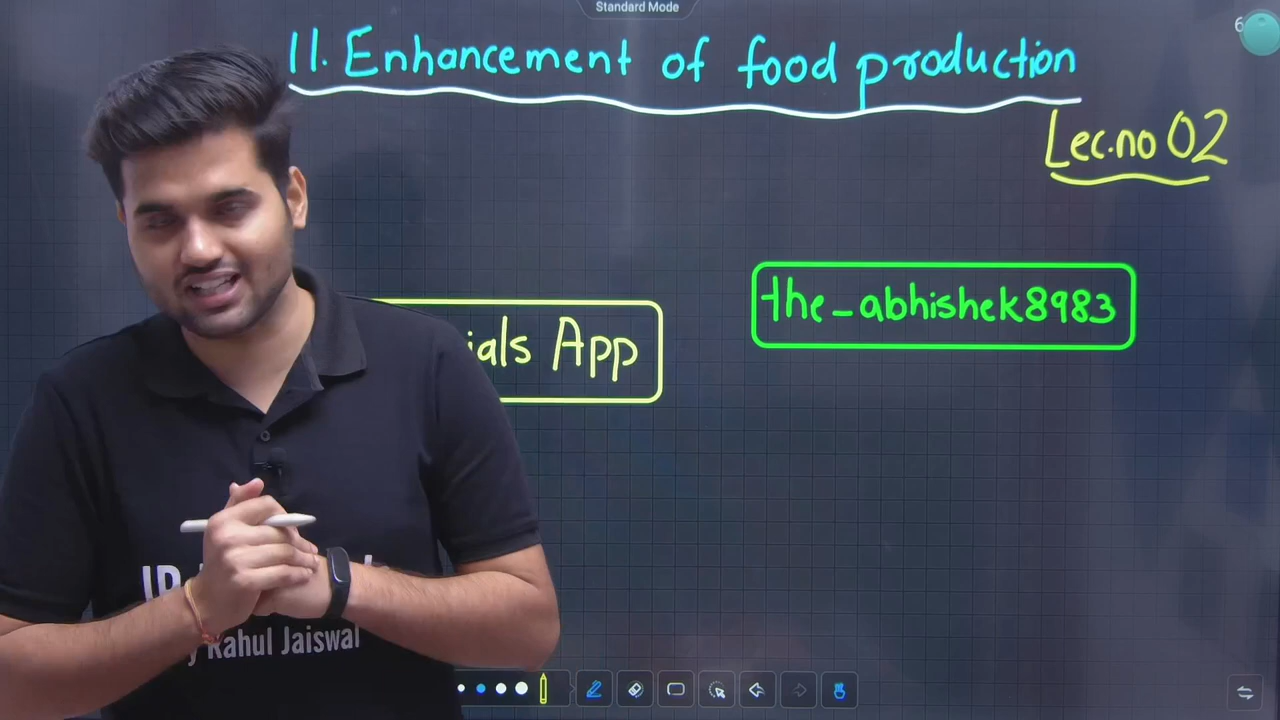 Standard Mode
11. Enhancement of food production
Lec.no 02
the_abhishek8983
ials App
Rahul Jaiswal